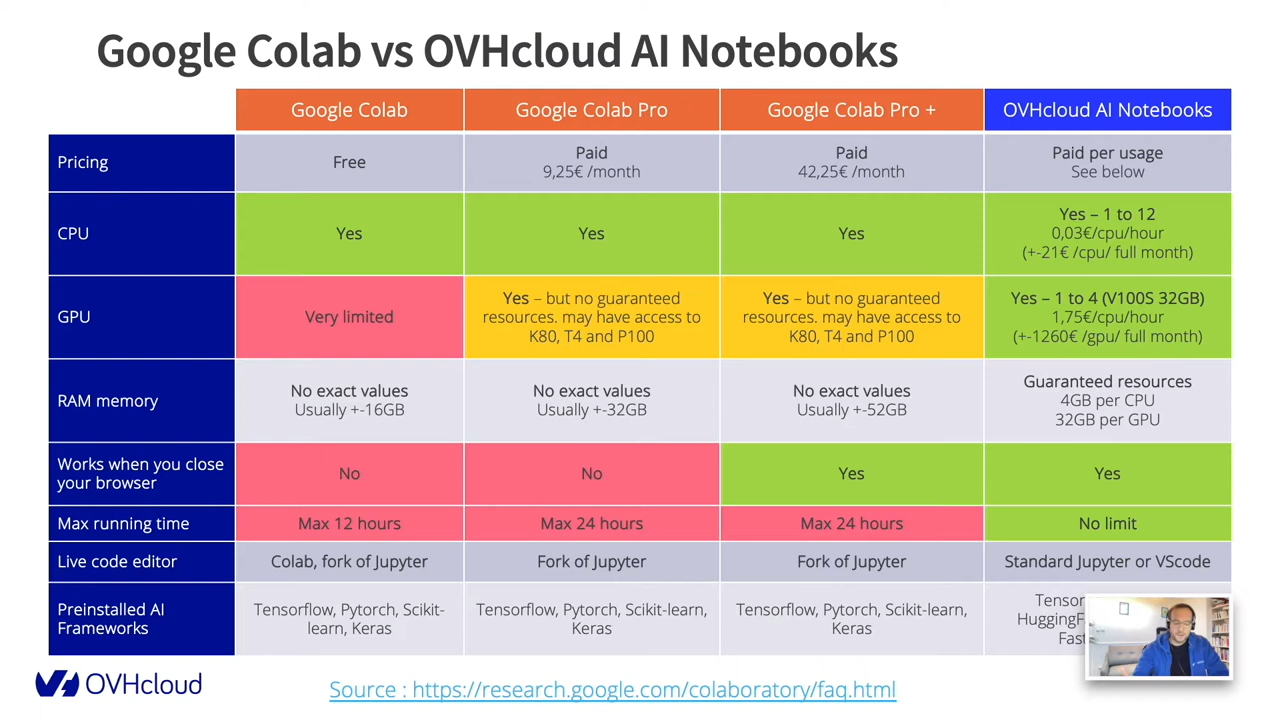 Google Colab vs OVHcloud AI Notebooks
Google Colab
Google Colab Pro
Google Colab Pro +
OVHcloud AI Notebooks
Pricing
Free
Paid
9,25€ /month
Paid
42,25€ /month
Paid per usage
See below
CPU
Yes
Yes
Yes
Yes – 1 to 12
0,03€/cpu/hour
(+-21€ /cpu/ full month)
GPU
Very limited
Yes – but no guaranteed
resources. may have access to
K80, T4 and P100
Yes – but no guaranteed
resources. may have access to
K80, T4 and P100
Yes – 1 to 4 (V100S 32GB)
1,75€/cpu/hour
(+-1260€ /gpu/ full month)
RAM memory
No exact values
Usually +-16GB
No exact values
Usually +-32GB
No exact values
Usually +-52GB
Guaranteed resources
4GB per CPU
32GB per GPU
Works when you close
your browser
No
No
Yes
Yes
Max running time
Max 12 hours
Max 24 hours
Max 24 hours
No limit
Live code editor
Colab, fork of Jupyter
Fork of Jupyter
Fork of Jupyter
Standard Jupyter or VScode
Preinstalled AI
Frameworks
Tensorflow, Pytorch, Scikit-
learn, Keras
Tensorflow, Pytorch, Scikit-learn,
Keras
Tensorflow, Pytorch, Scikit-learn,
Keras
OVHcloud
Source : https://research.google.com/colaboratory/faq.html